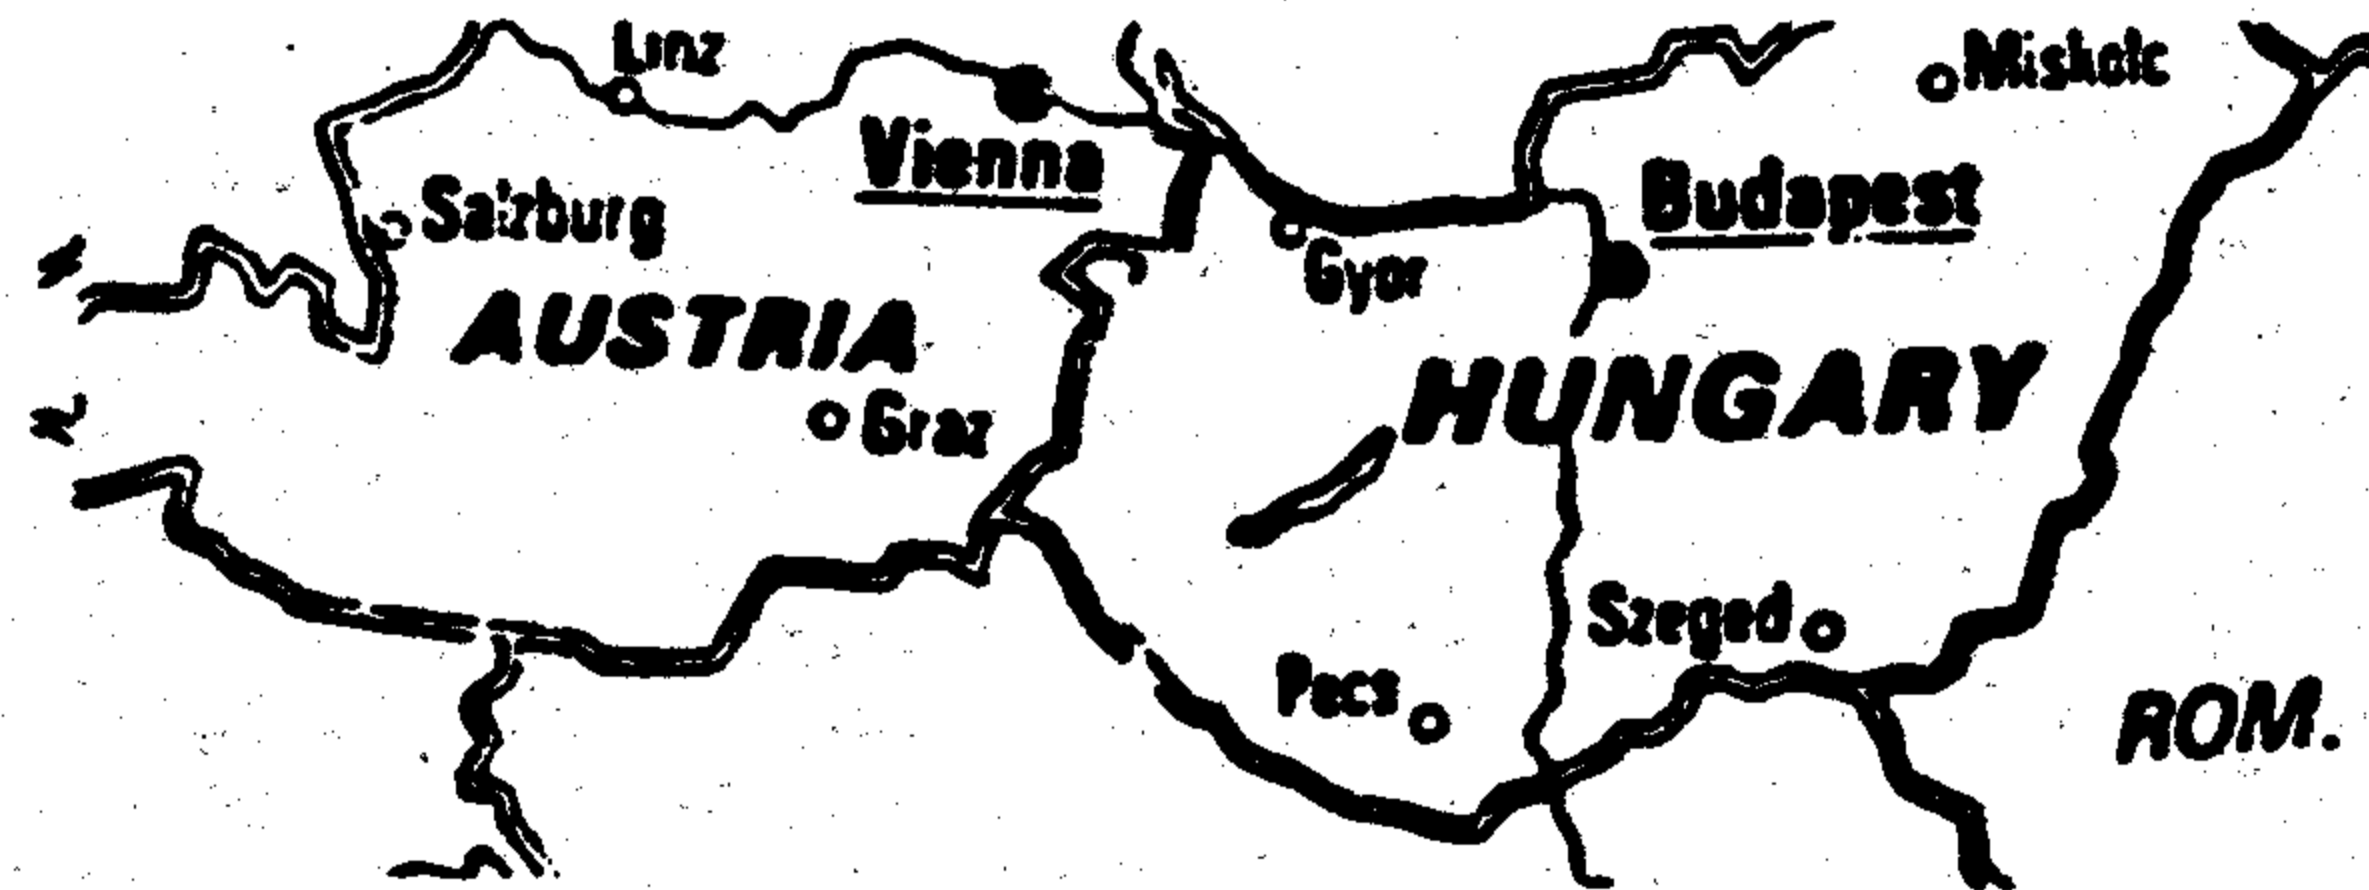 Linz
Miskolc
Vienna
Budapest
Salzburg
Gyor
AUSTRIA
HUNGARY
Graz
Szeged
Pecs
ROM.